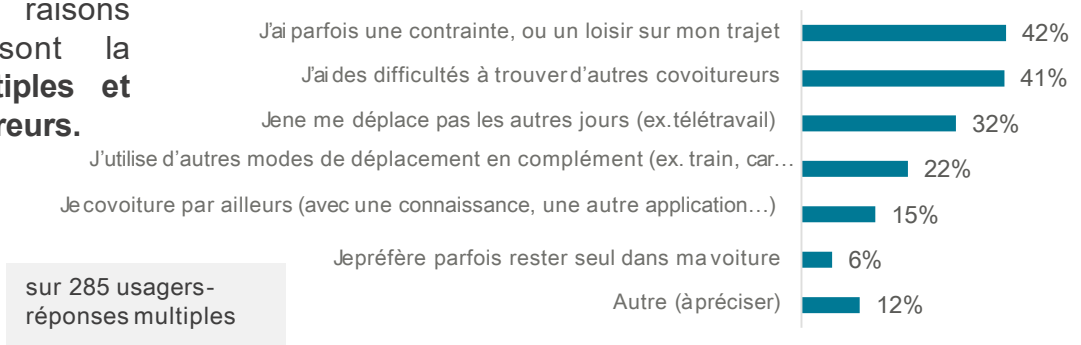 raisons
sont la
tiples et
reurs.
J'ai parfois une contrainte, ou un loisir sur mon trajet 42%
J'ai des difficultés à trouver d'autres covoitureurs 41%
Je ne me déplace pas les autres jours (ex.télétravail) 32%
J'utilise d'autres modes de déplacement en complément (ex. train, car… 22%
Je covoiture par ailleurs (avec une connaissance, une autre application…) 15%
Je préfère parfois rester seul dans ma voiture 6%
Autre (à préciser) 12%
sur 285 usagers-
réponses multiples